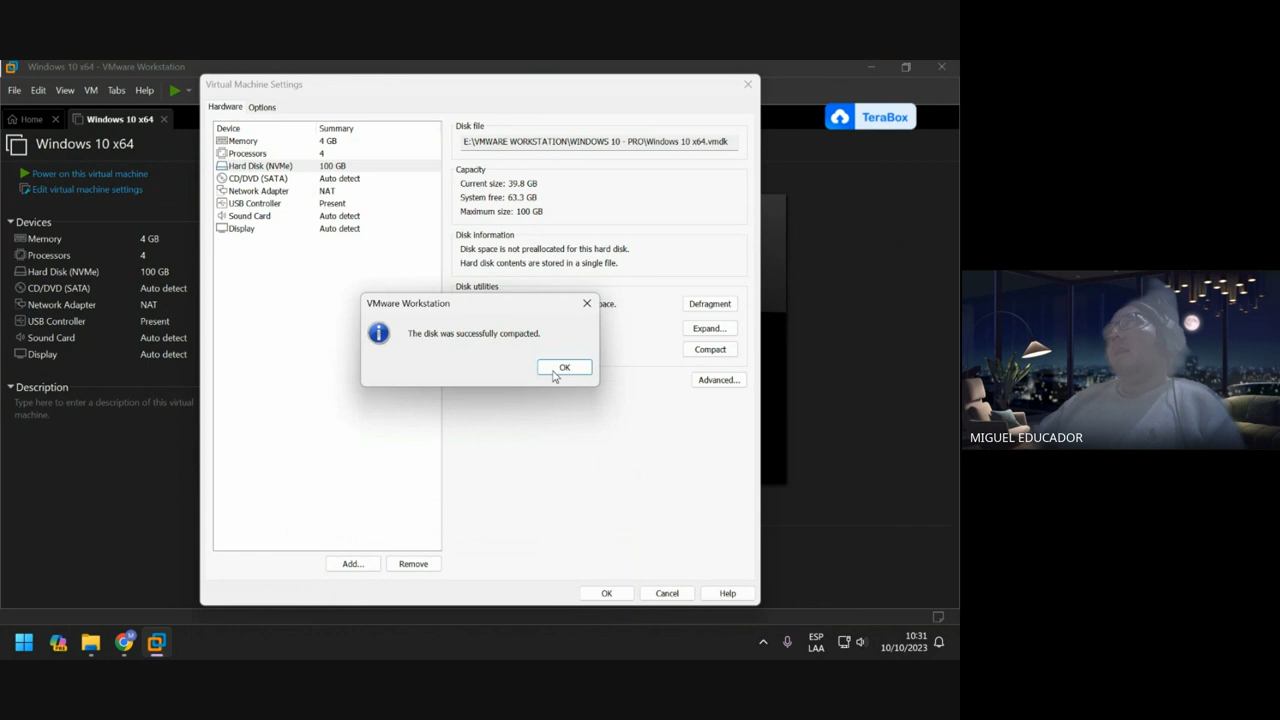 Windows 10 x64 - VMware Workstation
File Edit View VM Tabs Help
Home
Windows 10 x64
Windows 10 x64
Power on this virtual machine
Edit virtual machine settings
Devices
Memory 4 GB
Processors 4
Hard Disk (NVMe) 100 GB
CD/DVD (SATA) Auto detect
Network Adapter NAT
USB Controller Present
Sound Card Auto detect
Display Auto detect
Description
Type here to enter a description of this virtual
machine.
Virtual Machine Settings
Hardware Options
Device Summary
Memory 4 GB
Processors 4
Hard Disk (NVMe) 100 GB
CD/DVD (SATA) Auto detect
Network Adapter NAT
USB Controller Present
Sound Card Auto detect
Display Auto detect
Add...
Remove
Disk file
E:\VMWARE WORKSTATION\WINDOWS 10 - PRO\Windows 10 x64.vmdk
Capacity
Current size: 39.8 GB
System free: 63.3 GB
Maximum size: 100 GB
Disk information
Disk space is not preallocated for this hard disk.
Hard disk contents are stored in a single file.
Disk utilities
Defragment
Expand...
Compact
Advanced...
VMware Workstation
The disk was successfully compacted.
OK
OK
Cancel
Help
TeraBox
MIGUEL EDUCADOR
ESP
LAA
10:31
10/10/2023